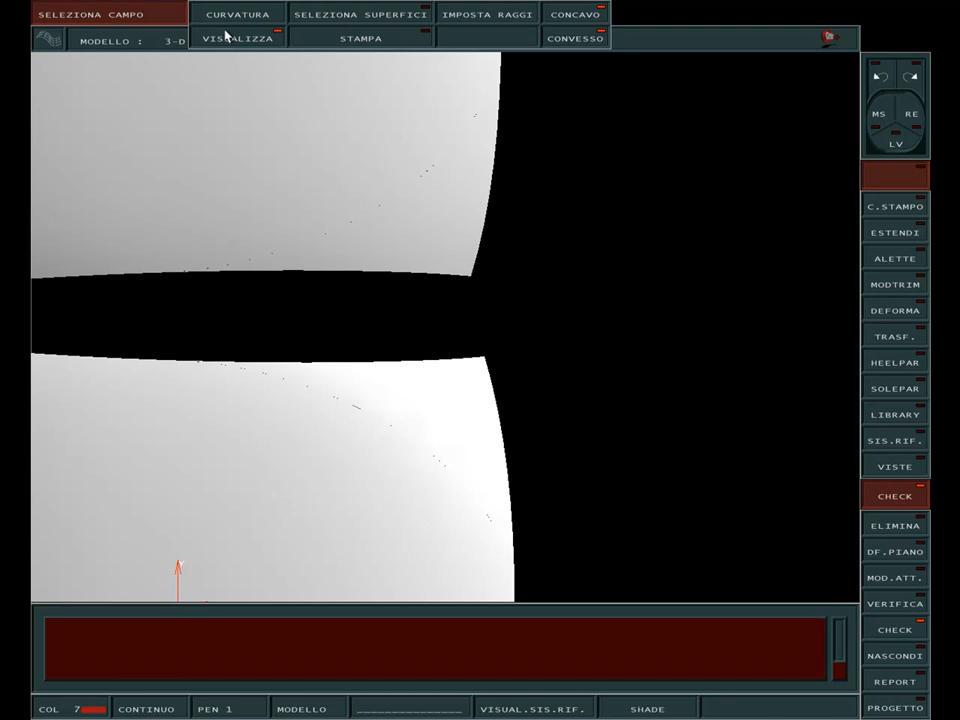 SELEZIONA CAMPO CURVATURA SELEZIONA SUPERFICI IMPOSTA RAGGI CONCAVO
MODELLO : 3-D VISUALIZZA STAMPA CONVESSO
MS RE
LV
C.STAMPO
ESTENDI
ALETTE
MODTRIM
DEFORMA
TRASF.
HEELPAR
SOLEPAR
LIBRARY
SIS.RIF.
VISTE
CHECK
ELIMINA
DF.PIANO
MOD.ATT.
VERIFICA
CHECK
NASCONDI
REPORT
Y
COL 7 CONTINUO PEN 1 MODELLO ________________ VISUAL.SIS.RIF. SHADE PROGETTO